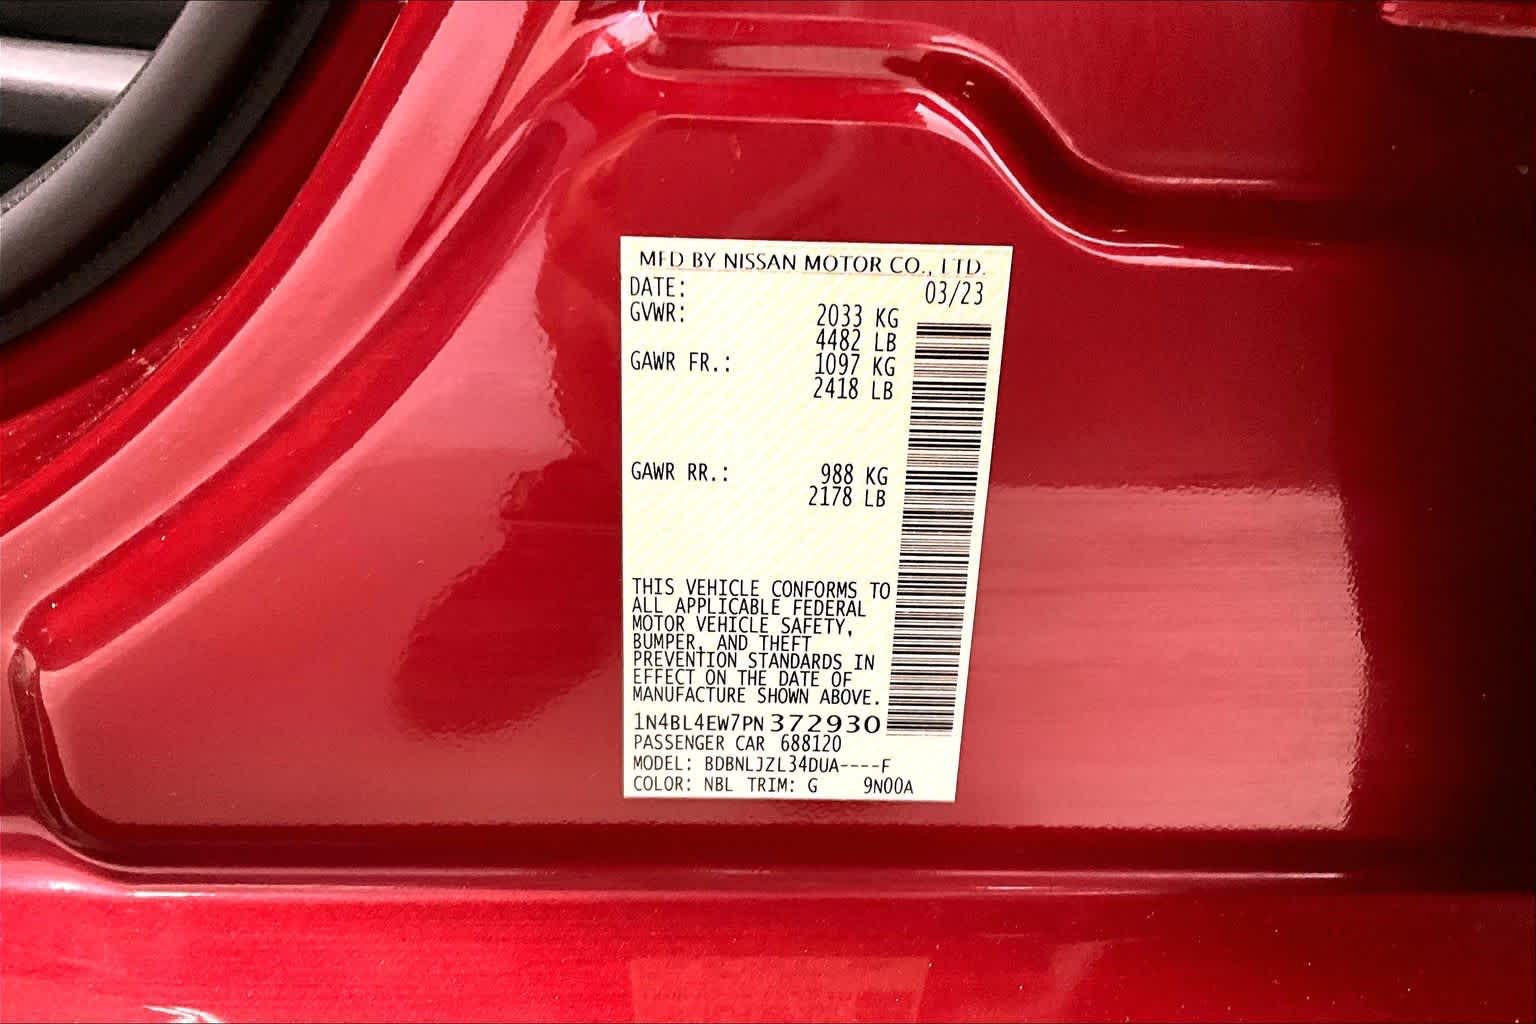 MFD BY NISSAN MOTOR CO., LTD.
DATE: 03/23
GVWR: 2033 KG
4482 LB
GAWR FR.: 1097 KG
2418 LB
GAWR RR.: 988 KG
2178 LB
THIS VEHICLE CONFORMS TO
ALL APPLICABLE FEDERAL
MOTOR VEHICLE SAFETY,
BUMPER, AND THEFT
PREVENTION STANDARDS IN
EFFECT ON THE DATE OF
MANUFACTURE SHOWN ABOVE.
1N4BL4EW7PN372930
PASSENGER CAR 688120
MODEL: BDBNLJZL34DUA----F
COLOR: NBL TRIM: G 9N00A